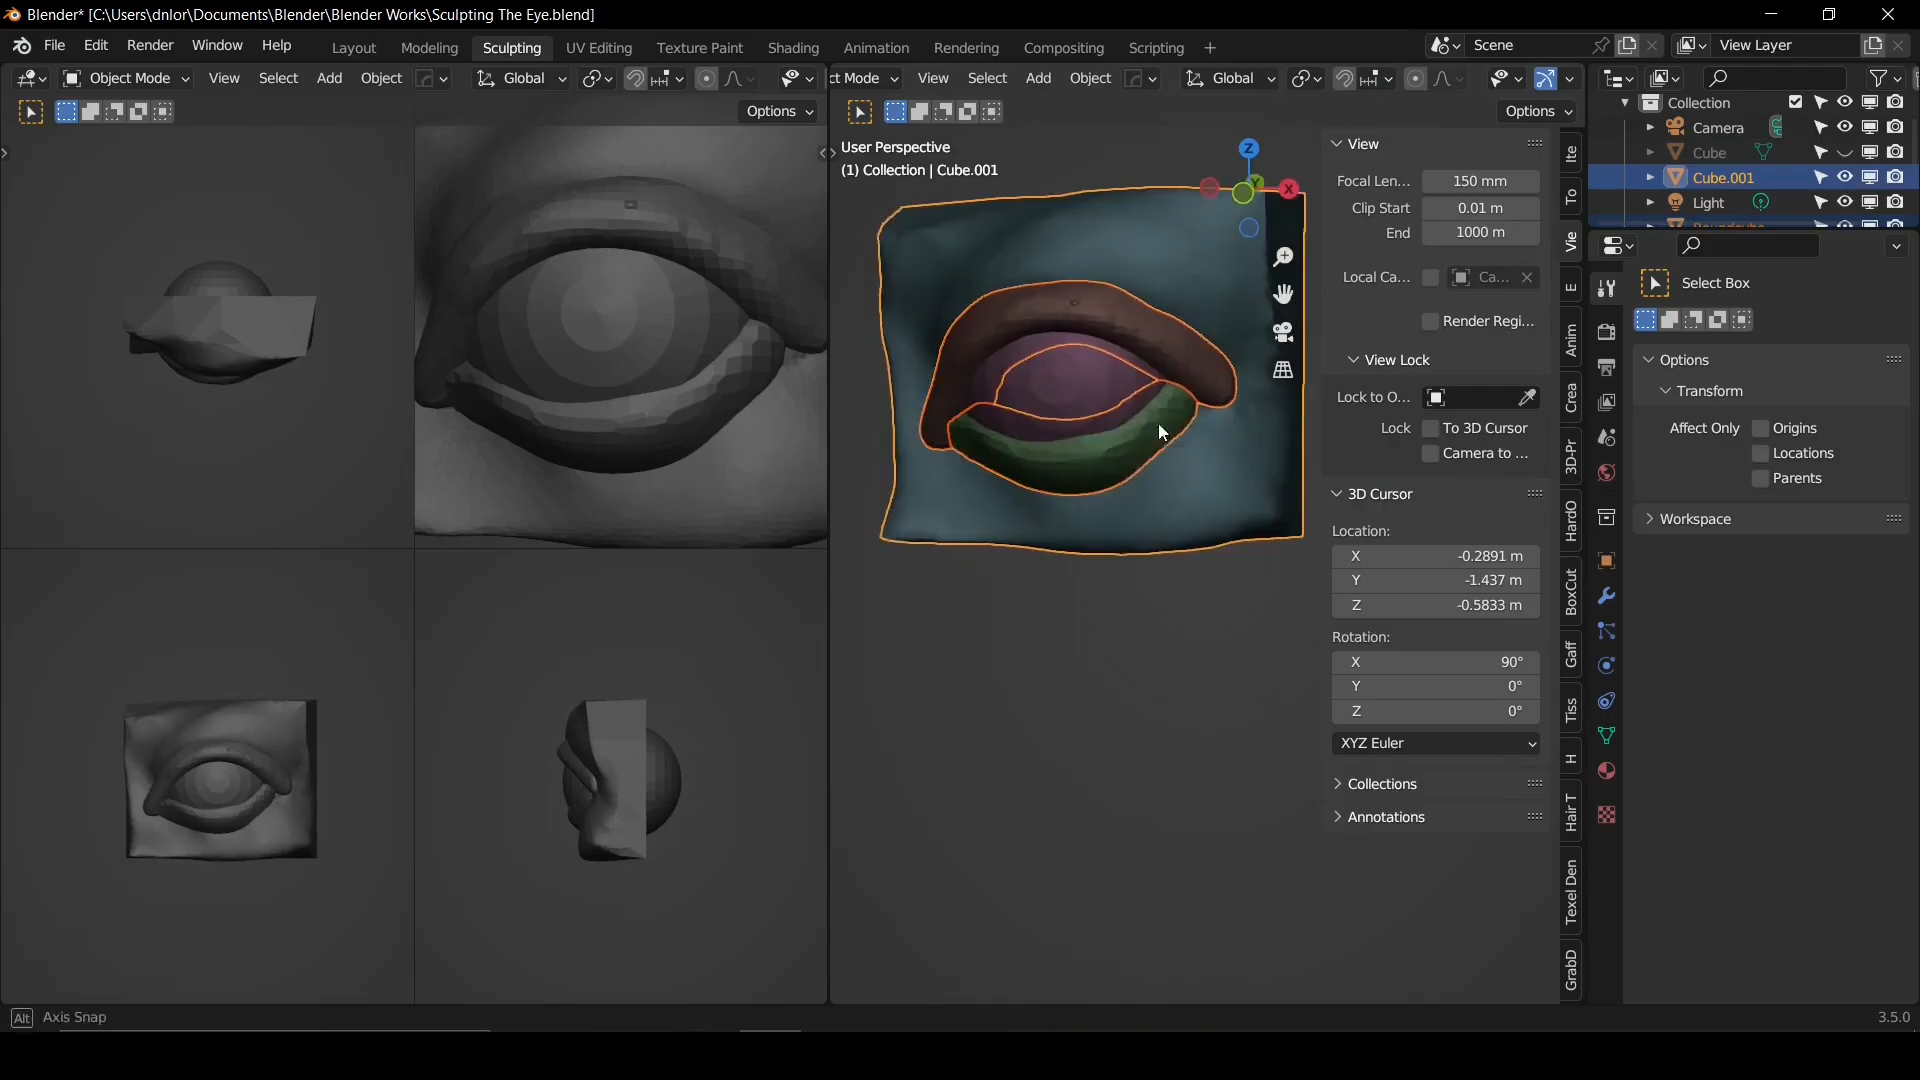 Blender* [C:\Users\dnlor\Documents\Blender\Blender Works\Sculpting The Eye.blend]
File Edit Render Window Help Layout Modeling Sculpting UV Editing Texture Paint Shading Animation Rendering Compositing Scripting + Scene View Layer
Object Mode View Select Add Object Global ct Mode View Select Add Object Global
Options Options
User Perspective
(1) Collection | Cube.001
Z
Y
X
View
Focal Len... 150 mm
Clip Start 0.01 m
End 1000 m
Local Ca... Ca...
Render Regi...
View Lock
Lock to O...
Lock To 3D Cursor
Camera to ...
3D Cursor
Location:
X -0.2891 m
Y -1.437 m
Z -0.5833 m
Rotation:
X 90°
Y 0°
Z 0°
XYZ Euler
Collections
Annotations
Ite
To
Vie
E
Anim
Crea
3D-Pr
HardO
BoxCut
Gaff
Tiss
H
Hair T
Texel Den
GrabD
Collection
Camera
Cube
Cube.001
Light
Select Box
Options
Transform
Affect Only Origins
Locations
Parents
Workspace
Alt Axis Snap
3.5.0